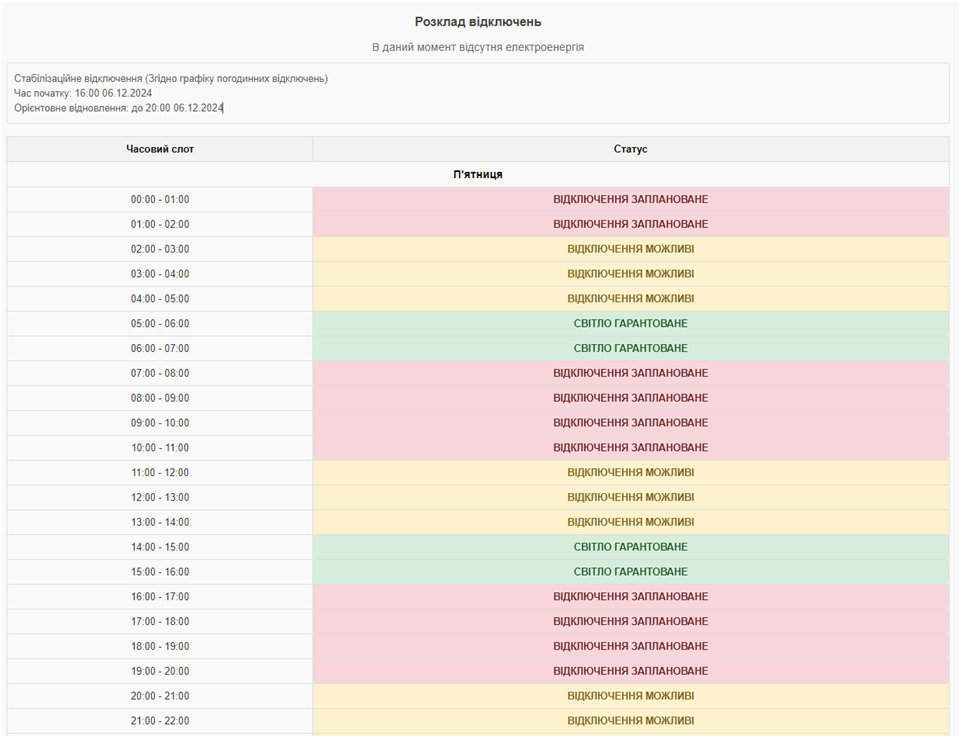 Розклад відключень
В даний момент відсутня електроенергія
Стабілізаційне відключення (Згідно графіку погодинних відключень)
Час початку: 16:00 06.12.2024
Орієнтовне відновлення: до 20:00 06.12.2024
Часовий слот Статус
П'ятниця
00:00 - 01:00 ВІДКЛЮЧЕННЯ ЗАПЛАНОВАНЕ
01:00 - 02:00 ВІДКЛЮЧЕННЯ ЗАПЛАНОВАНЕ
02:00 - 03:00 ВІДКЛЮЧЕННЯ МОЖЛИВІ
03:00 - 04:00 ВІДКЛЮЧЕННЯ МОЖЛИВІ
04:00 - 05:00 ВІДКЛЮЧЕННЯ МОЖЛИВІ
05:00 - 06:00 СВІТЛО ГАРАНТОВАНЕ
06:00 - 07:00 СВІТЛО ГАРАНТОВАНЕ
07:00 - 08:00 ВІДКЛЮЧЕННЯ ЗАПЛАНОВАНЕ
08:00 - 09:00 ВІДКЛЮЧЕННЯ ЗАПЛАНОВАНЕ
09:00 - 10:00 ВІДКЛЮЧЕННЯ ЗАПЛАНОВАНЕ
10:00 - 11:00 ВІДКЛЮЧЕННЯ ЗАПЛАНОВАНЕ
11:00 - 12:00 ВІДКЛЮЧЕННЯ МОЖЛИВІ
12:00 - 13:00 ВІДКЛЮЧЕННЯ МОЖЛИВІ
13:00 - 14:00 ВІДКЛЮЧЕННЯ МОЖЛИВІ
14:00 - 15:00 СВІТЛО ГАРАНТОВАНЕ
15:00 - 16:00 СВІТЛО ГАРАНТОВАНЕ
16:00 - 17:00 ВІДКЛЮЧЕННЯ ЗАПЛАНОВАНЕ
17:00 - 18:00 ВІДКЛЮЧЕННЯ ЗАПЛАНОВАНЕ
18:00 - 19:00 ВІДКЛЮЧЕННЯ ЗАПЛАНОВАНЕ
19:00 - 20:00 ВІДКЛЮЧЕННЯ ЗАПЛАНОВАНЕ
20:00 - 21:00 ВІДКЛЮЧЕННЯ МОЖЛИВІ
21:00 - 22:00 ВІДКЛЮЧЕННЯ МОЖЛИВІ